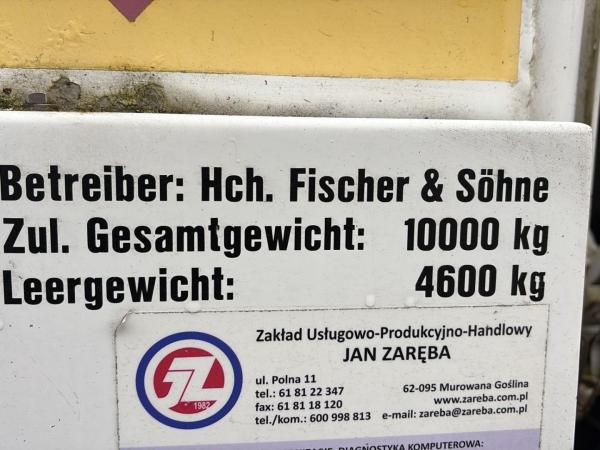 Betreiber: Hch. Fischer & Söhne
Zul. Gesamtgewicht: 10000 kg
Leergewicht: 4600 kg
Zakład Usługowo-Produkcyjno-Handlowy
JAN ZARĘBA
1982
ul. Polna 11
62-095 Murowana Goślina
tel.: 61 81 22 347
www.zareba.com.pl
fax: 61 81 18 120
tel./kom.: 600 998 813 e-mail: zareba@zareba.com.pl
DIAGNOSTYKA KOMPUTEROWA: